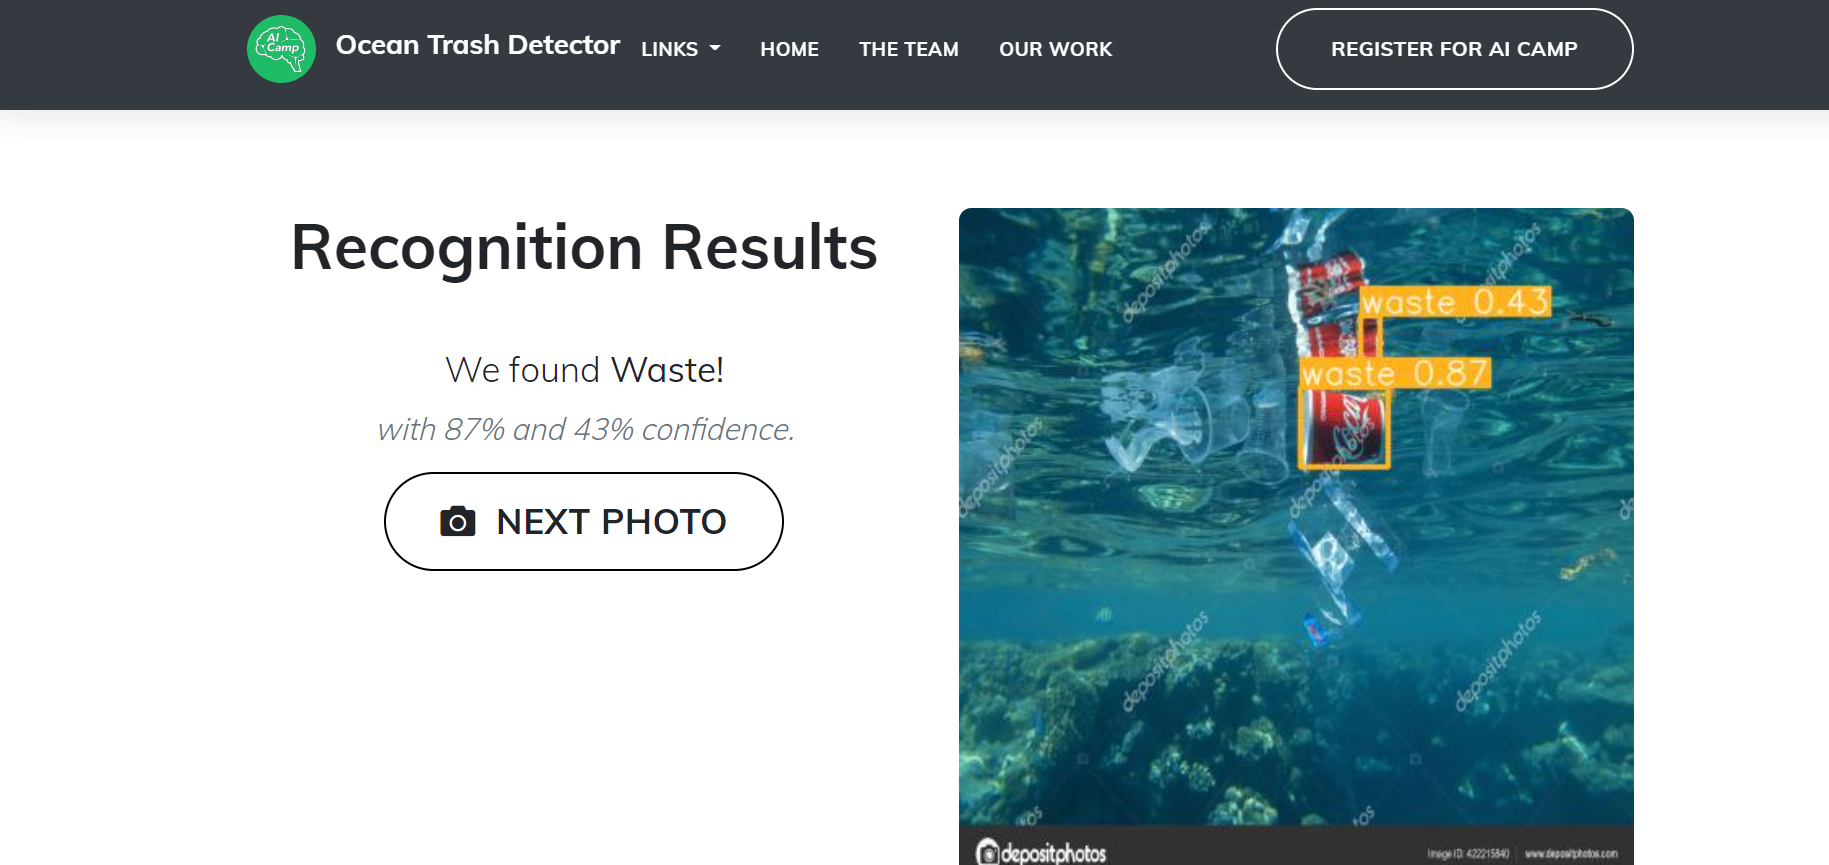 AI
Camp
Ocean Trash Detector
LINKS
HOME
THE TEAM
OUR WORK
REGISTER FOR AI CAMP
Recognition Results
We found Waste!
with 87% and 43% confidence.
NEXT PHOTO
depositphotos
depositphotos
waste 0.43
waste 0.87
Coca
depositphotos
depositphotos
depositphotos
depositphotos
depositphotos
Image ID: 422215840
www.depositphotos.com